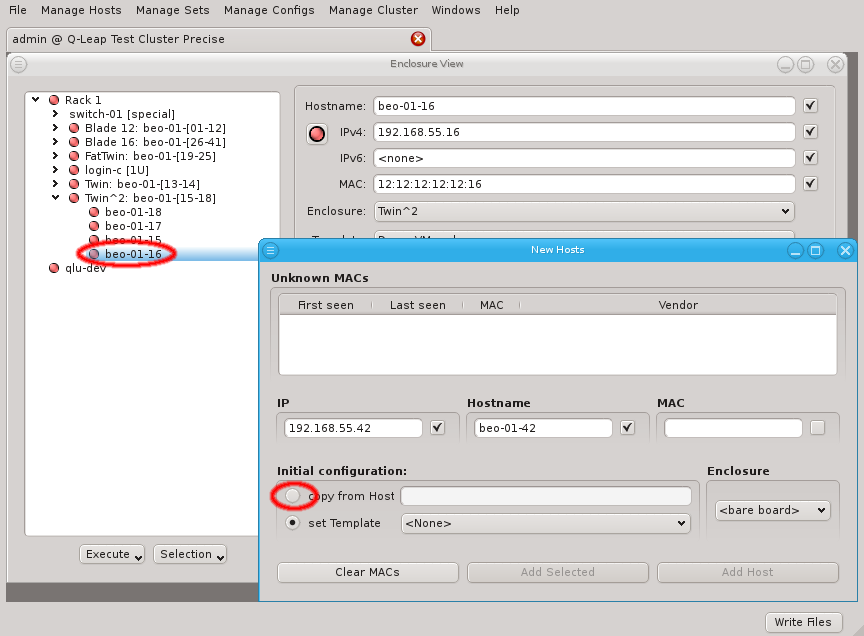 File Manage Hosts Manage Sets Manage Configs Manage Cluster Windows Help
admin @ Q-Leap Test Cluster Precise
Enclosure View
Rack 1
switch-01 [special]
Blade 12: beo-01-[01-12]
Blade 16: beo-01-[26-41]
FatTwin: beo-01-[19-25]
login-c [1U]
Twin: beo-01-[13-14]
Twin^2: beo-01-[15-18]
beo-01-18
beo-01-17
beo-01-15
beo-01-16
qlu-dev
Execute Selection
Hostname: beo-01-16
IPv4: 192.168.55.16
IPv6: <none>
MAC: 12:12:12:12:12:16
Enclosure: Twin^2
New Hosts
Unknown MACs
First seen Last seen MAC Vendor
IP Hostname MAC
192.168.55.42 beo-01-42
Initial configuration: Enclosure
copy from Host
<bare board>
set Template <None>
Clear MACs Add Selected Add Host
Write Files